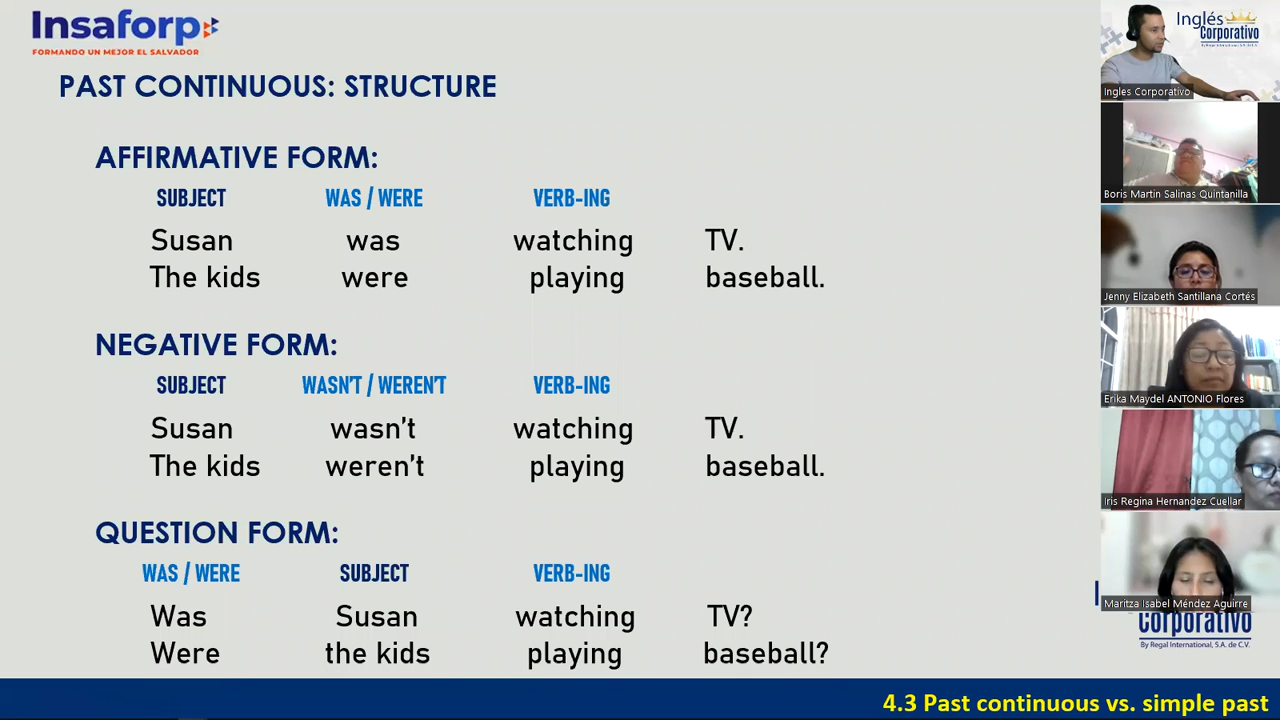 Insaforp
FORMANDO UN MEJOR EL SALVADOR
PAST CONTINUOUS: STRUCTURE
AFFIRMATIVE FORM:
SUBJECT WAS / WERE VERB-ING
Susan was watching TV.
The kids were playing baseball.
NEGATIVE FORM:
SUBJECT WASN'T / WEREN'T VERB-ING
Susan wasn't watching TV.
The kids weren't playing baseball.
QUESTION FORM:
WAS / WERE SUBJECT VERB-ING
Was Susan watching TV?
Were the kids playing baseball?
4.3 Past continuous vs. simple past
Inglés
Corporativo
Ingles Corporativo
Boris Martin Salinas Quintanilla
Jenny Elizabeth Santillana Cortés
Erika Maydel ANTONIO Flores
Iris Regina Hernandez Cuellar
Maritza Isabel Méndez Aguirre
Corporativo
By Regal International, S.A. de C.V.